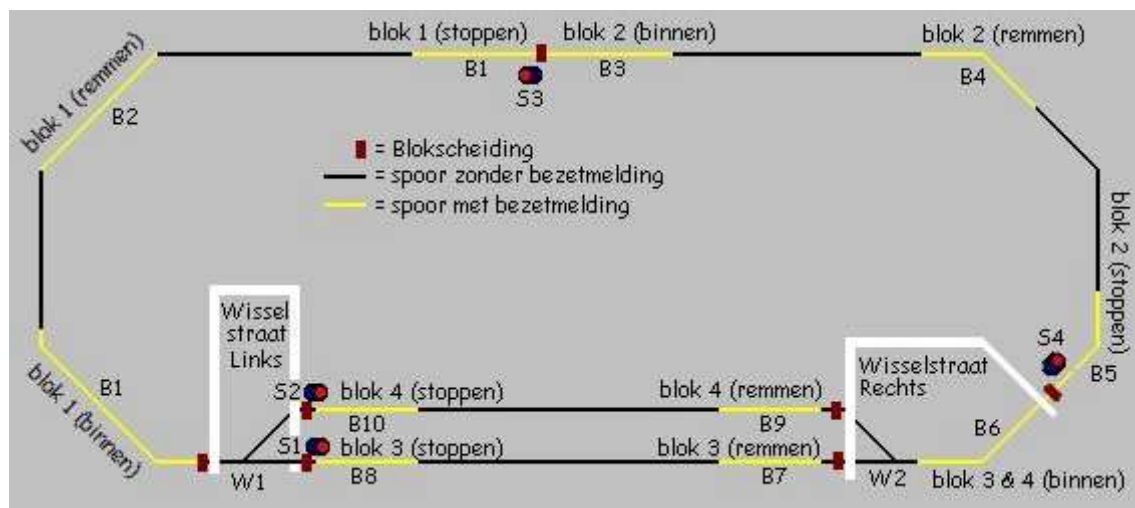 blok 1 (stoppen)
blok 2 (binnen)
blok 2 (remmen)
B1
B3
B4
S3
blok 1 (remmen)
B2
= Blokscheiding
= spoor zonder bezetmelding
= spoor met bezetmelding
blok 2 (stoppen)
Wissel
straat
Links
Wisselstraat
Rechts
S4
B5
blok 1 (binnen)
B1
S2
blok 4 (stoppen)
blok 4 (remmen)
B10
B9
B6
S1
blok 3 (stoppen)
blok 3 (remmen)
W1
B8
B7
W2
blok 3 & 4 (binnen)